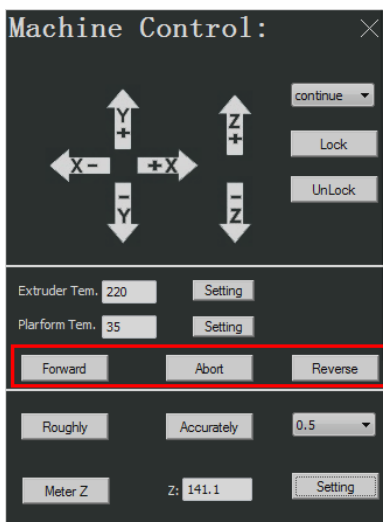 Machine Control:
continue
Y+
Z+
Lock
X-
+X
UnLock
-Y
-Z
Extruder Tem. 220 Setting
Plarform Tem. 35 Setting
Forward Abort Reverse
Roughly Accurately 0.5
Meter Z Z: 141.1 Setting